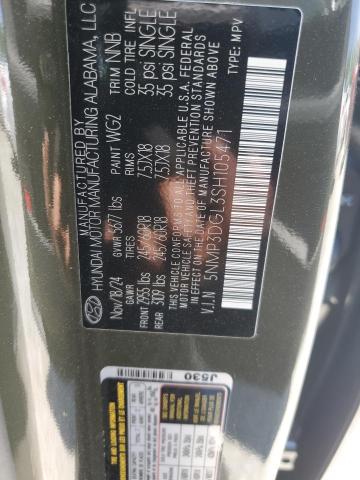 MANUFACTURED BY
HYUNDAI MOTOR MANUFACTURING ALABAMA, LLC
Nov/18/24 GVWR 5677 lbs PAINT WG2 TRIM NNB
GAWR TIRES RIMS COLD TIRE INF.
FRONT 2955 lbs 245/60R18 7.5JX18 35 psi SINGLE
REAR 3109 lbs 245/60R18 7.5JX18 35 psi SINGLE
THIS VEHICLE CONFORMS TO ALL APPLICABLE U.S.A. FEDERAL
MOTOR VEHICLE SAFETY AND THEFT PREVENTION STANDARDS
IN EFFECT ON THE DATE OF MANUFACTURE SHOWN ABOVE
V.I.N 5NMP3DGL3SH105471 TYPE: MPV
J530